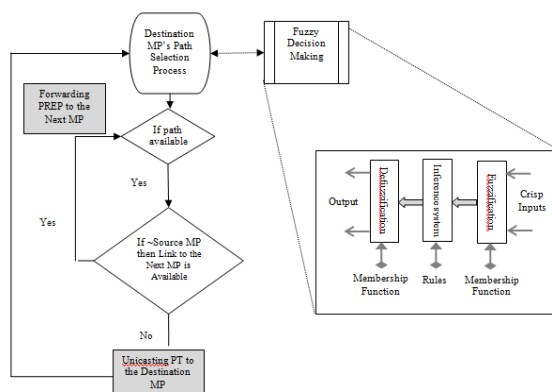 Destination
MP's Path
Selection
Process
Fuzzy
Decision
Making
Forwarding
PREP to the
Next MP
If path
available
Yes
Yes
If ~Source MP
then Link to the
Next MP is
Available
No
Unicasting PT to
the Destination
MP
Output
Defuzzification
Inference system
Fuzzification
Crisp
Inputs
Membership
Function
Rules
Membership
Function